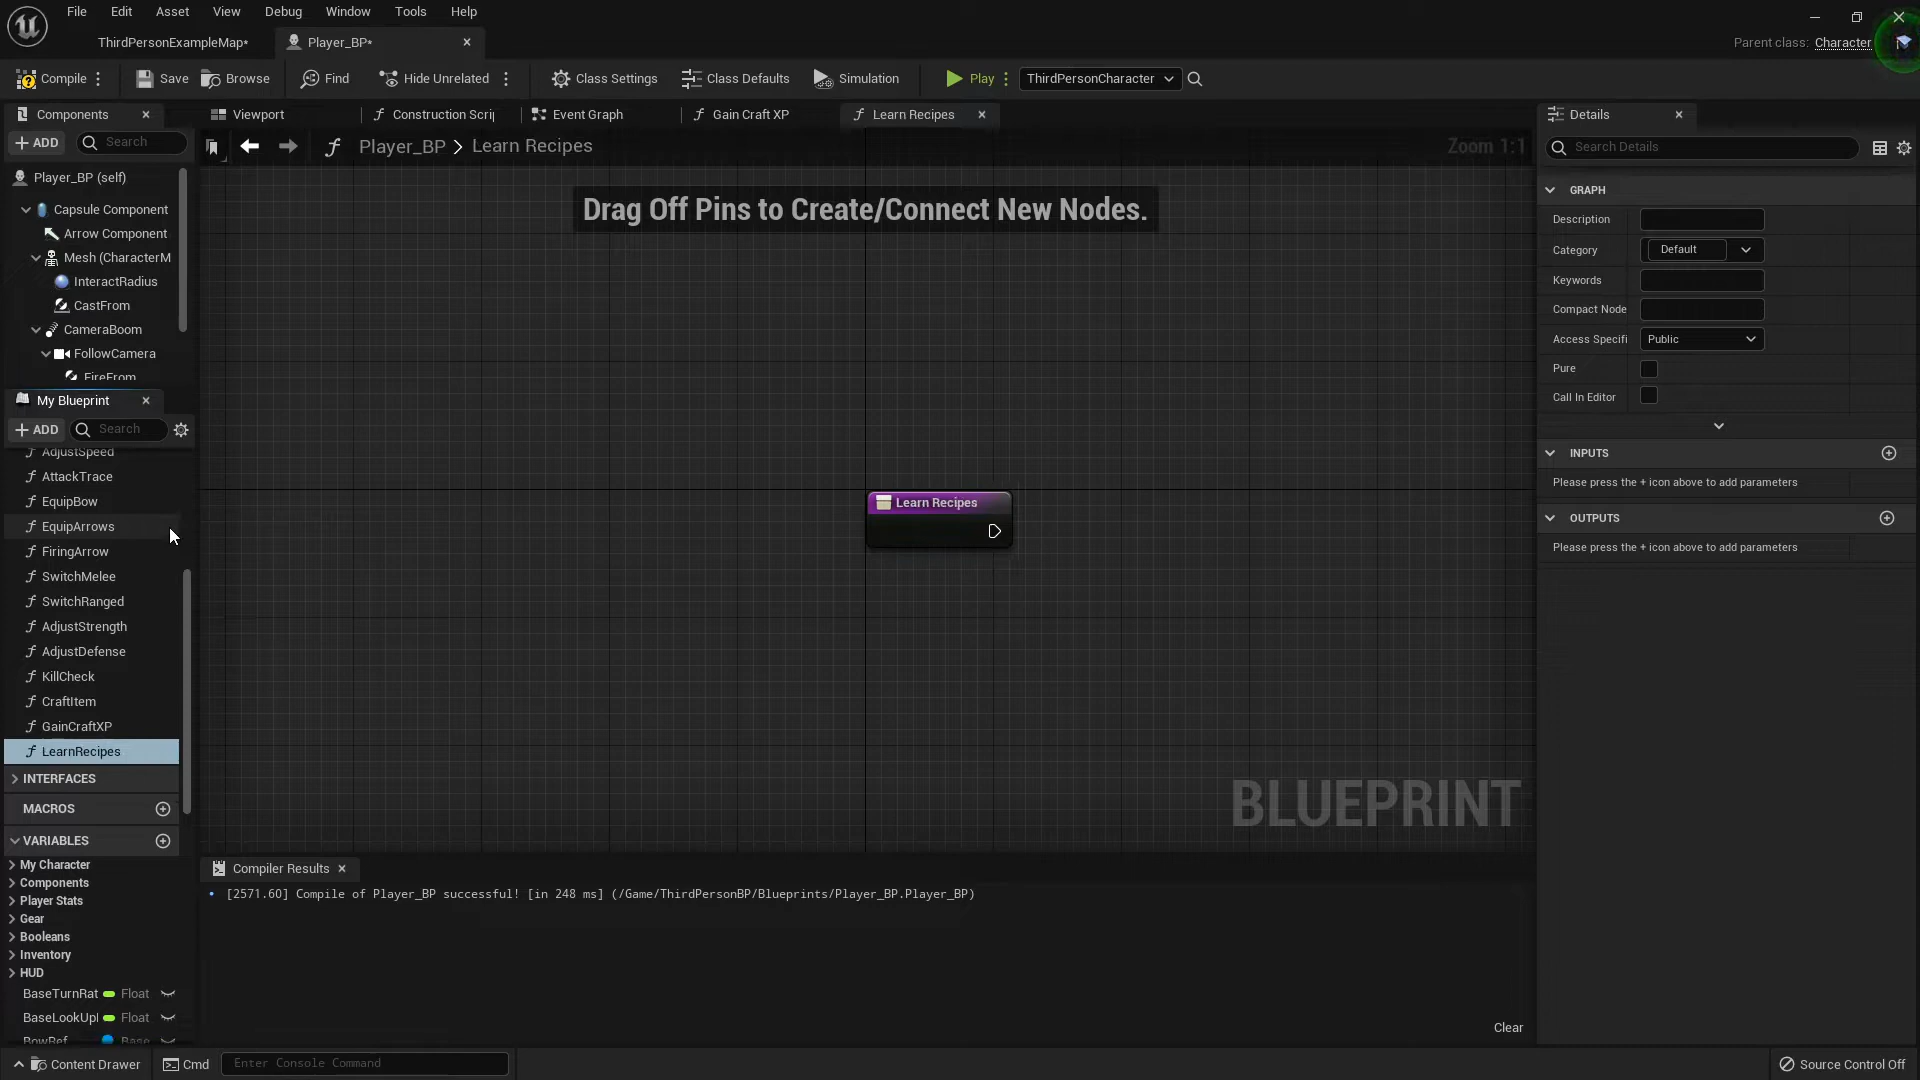 File Edit Asset View Debug Window Tools Help
ThirdPersonExampleMap* Player_BP*
Parent class: Character
Compile Save Browse Find Hide Unrelated Class Settings Class Defaults Simulation Play ThirdPersonCharacter
Components
ADD Search
Player_BP (self)
Capsule Component
Arrow Component
Mesh (CharacterM
InteractRadius
CastFrom
CameraBoom
FollowCamera
FireFrom
My Blueprint
ADD Search
AdjustSpeed
AttackTrace
EquipBow
EquipArrows
FiringArrow
SwitchMelee
SwitchRanged
AdjustStrength
AdjustDefense
KillCheck
CraftItem
GainCraftXP
LearnRecipes
INTERFACES
MACROS
VARIABLES
My Character
Components
Player Stats
Gear
Booleans
Inventory
HUD
BaseTurnRat Float
BaseLookUp Float
BowRef Base
Viewport Construction Scrip Event Graph Gain Craft XP Learn Recipes
Player_BP > Learn Recipes
Zoom 1:1
Drag Off Pins to Create/Connect New Nodes.
Learn Recipes
BLUEPRINT
Compiler Results
[2571.60] Compile of Player_BP successful! [in 248 ms] (/Game/ThirdPersonBP/Blueprints/Player_BP.Player_BP)
Clear
Details
Search Details
GRAPH
Description
Category Default
Keywords
Compact Node
Access Specifi Public
Pure
Call In Editor
INPUTS
Please press the + icon above to add parameters
OUTPUTS
Please press the + icon above to add parameters
Content Drawer Cmd Enter Console Command Source Control Off